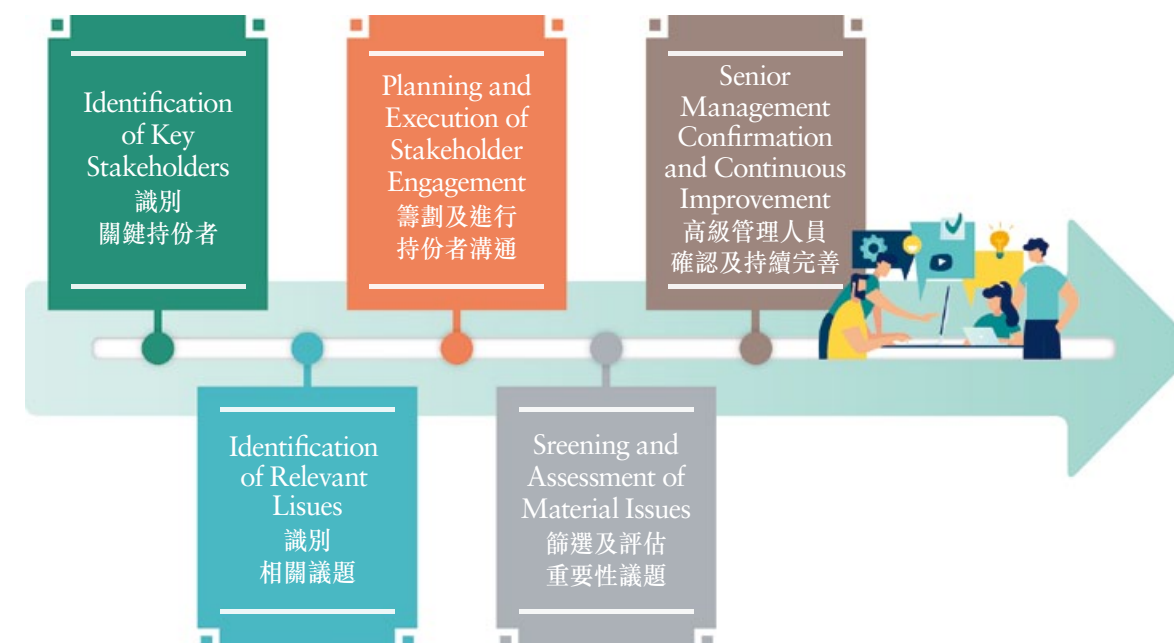 Identification
of Key
Stakeholders
識別
關鍵持份者
Identification
of Relevant
Lisues
識別
相關議題
Planning and
Execution of
Stakeholder
Engagement
籌劃及進行
持份者溝通
Sreening and
Assessment of
Material Issues
篩選及評估
重要性議題
Senior
Management
Confirmation
and Continuous
Improvement
高級管理人員
確認及持續完善